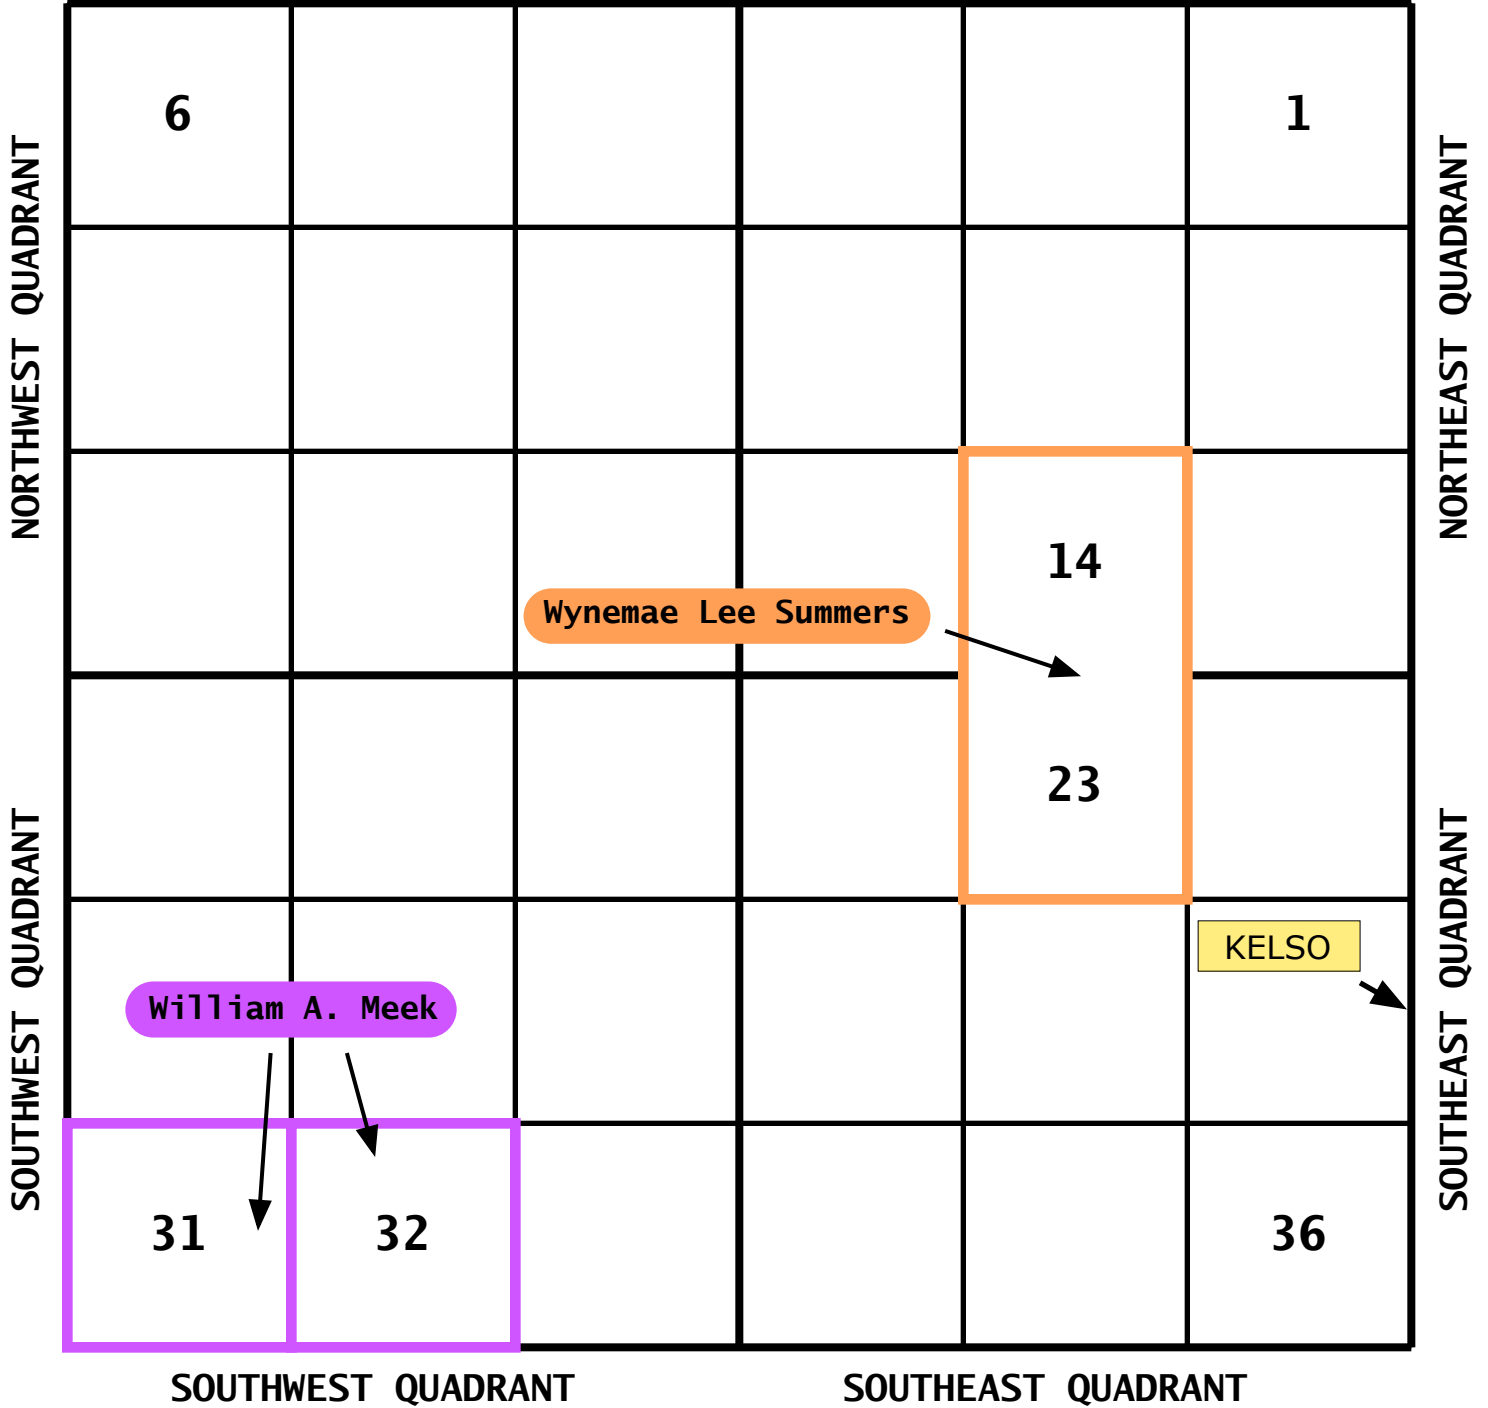 6
1
NORTHWEST QUADRANT
NORTHEAST QUADRANT
14
Wynemae Lee Summers
23
SOUTHWEST QUADRANT
SOUTHEAST QUADRANT
KELSO
William A. Meek
31
32
36
SOUTHWEST QUADRANT
SOUTHEAST QUADRANT